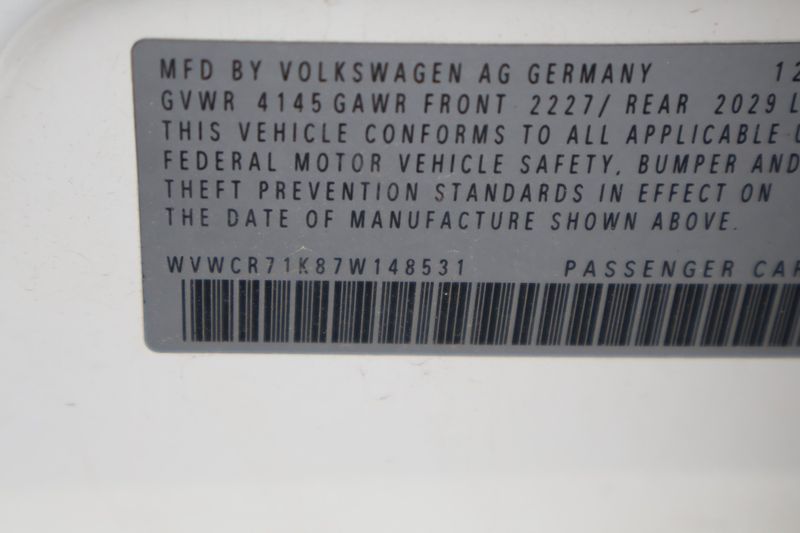 MFD BY VOLKSWAGEN AG GERMANY 12
GVWR 4145 GAWR FRONT 2227/ REAR 2029 L
THIS VEHICLE CONFORMS TO ALL APPLICABLE U
FEDERAL MOTOR VEHICLE SAFETY, BUMPER AND
THEFT PREVENTION STANDARDS IN EFFECT ON
THE DATE OF MANUFACTURE SHOWN ABOVE.
WVWCR71K87W148531 PASSENGER CAR